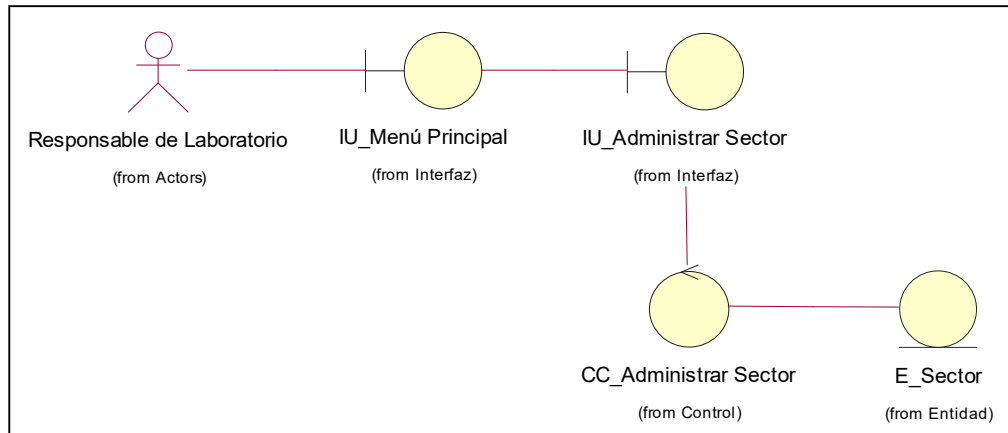 Responsable de Laboratorio
(from Actors)
IU_Menú Principal
(from Interfaz)
IU_Administrar Sector
(from Interfaz)
CC_Administrar Sector
(from Control)
E_Sector
(from Entidad)